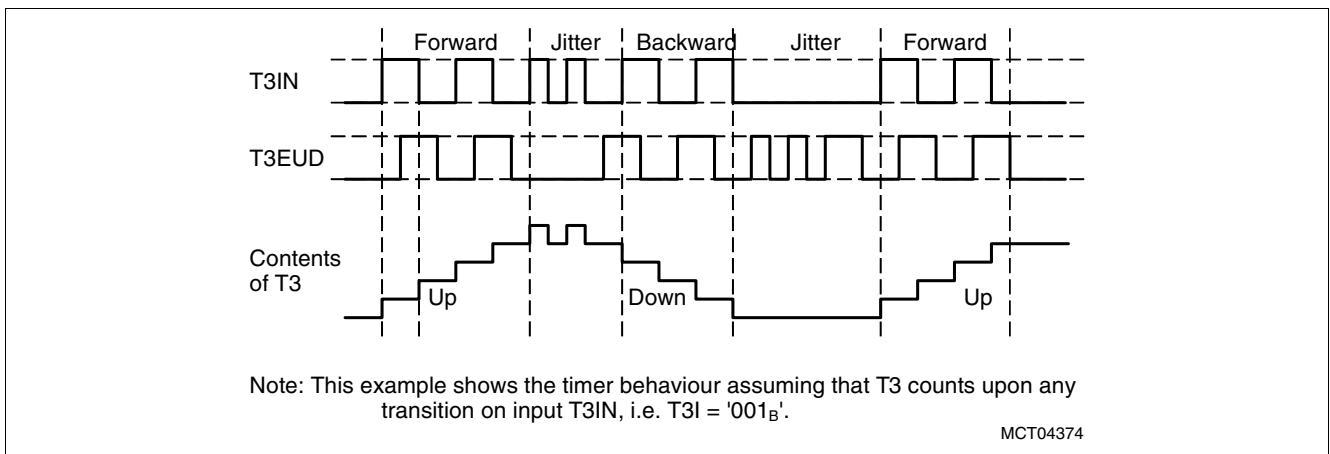 Forward Jitter Backward Jitter Forward
T3IN
T3EUD
Contents
of T3
Up Down Up
Note: This example shows the timer behaviour assuming that T3 counts upon any
transition on input T3IN, i.e. T3I = '001B'.
MCT04374